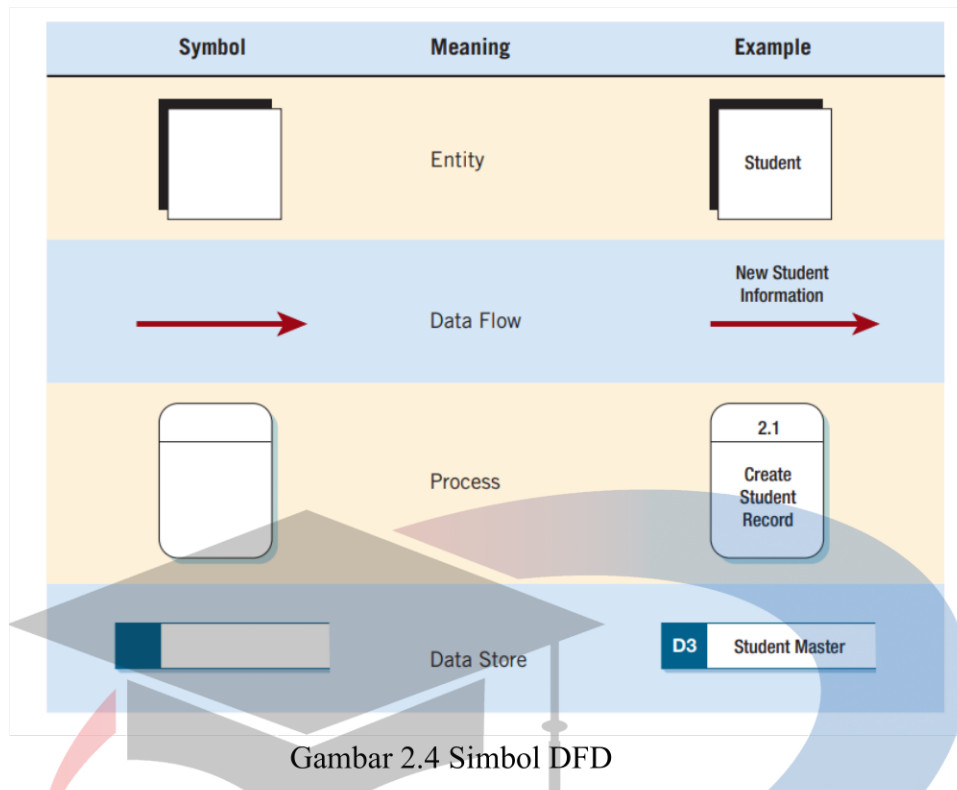 Symbol Meaning Example
Entity
Student
Data Flow
New Student
Information
Process
2.1
Create
Student
Record
Data Store
D3 Student Master
Gambar 2.4 Simbol DFD